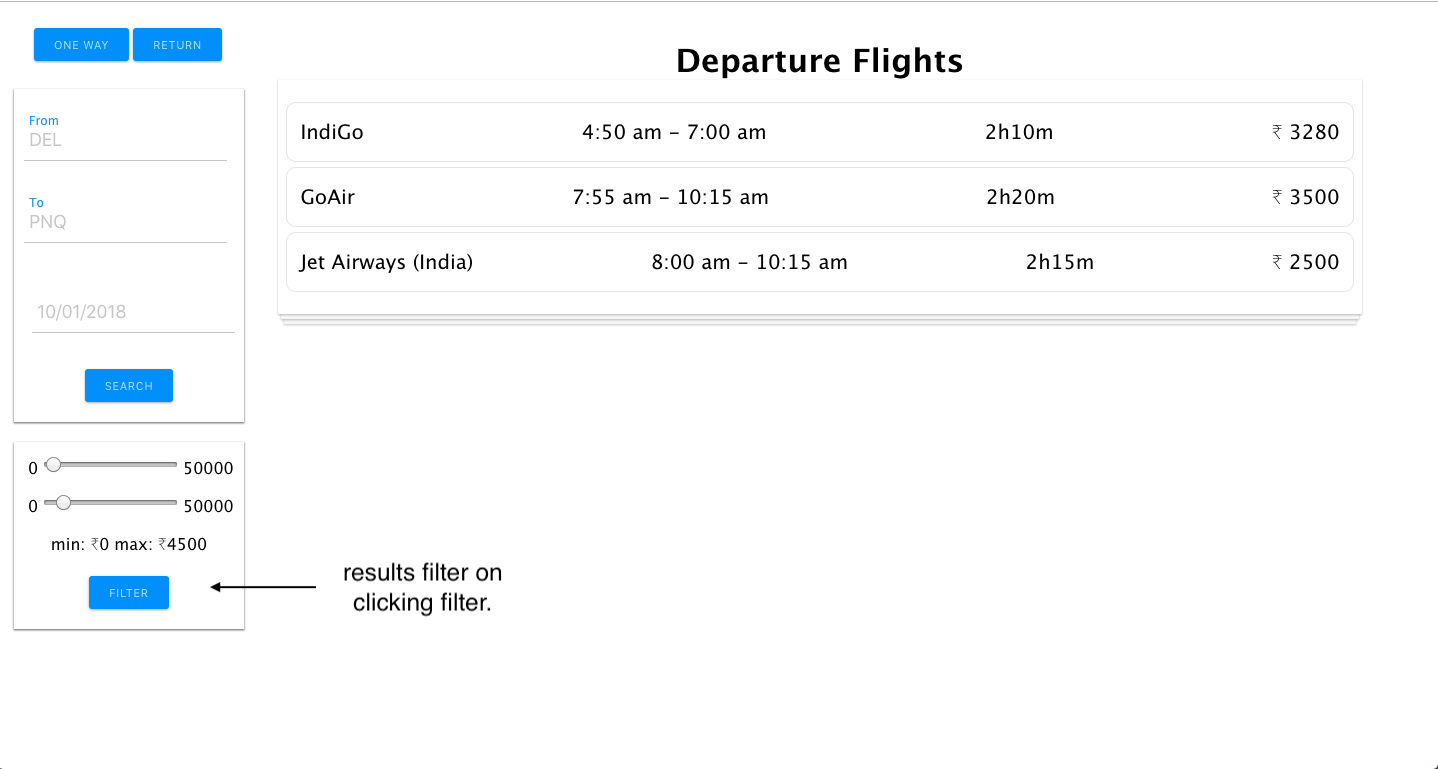 ONE WAY RETURN
From
DEL
To
PNQ
10/01/2018
SEARCH
0 50000
0 50000
min: ₹0 max: ₹4500
FILTER
Departure Flights
IndiGo 4:50 am – 7:00 am 2h10m ₹ 3280
GoAir 7:55 am – 10:15 am 2h20m ₹ 3500
Jet Airways (India) 8:00 am – 10:15 am 2h15m ₹ 2500
results filter on
clicking filter.